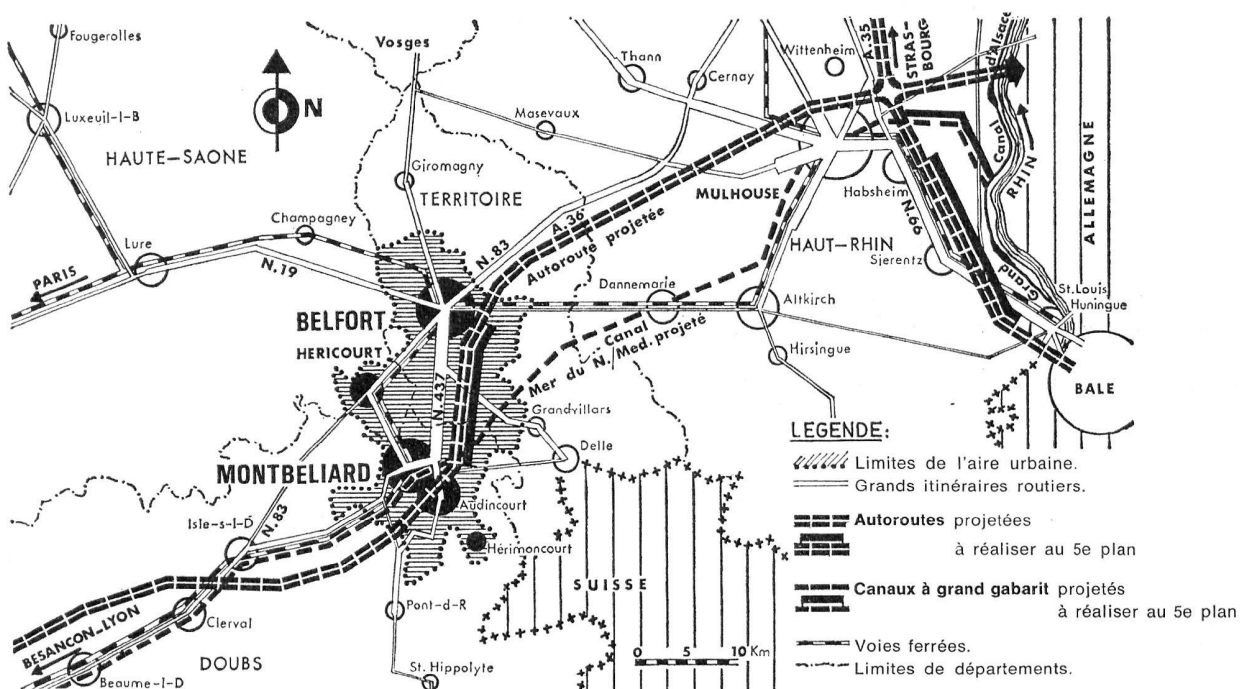 Fougerolles
Vosges
Thann
Wittenheim
A.35
STRAS-
BOURG
d'Alsace
Cernay
N
Luxeuil-l-B
Masevaux
HAUTE-SAONE
Giromagny
TERRITOIRE
Canal
RHIN
ALLEMAGNE
MULHOUSE
Habsheim
Champagney
Lure
N.83
A.36
Autoroute projetée
N.66
HAUT-RHIN
Sierentz
PARIS
N.19
Dannemarie
Altkirch
Grand
St.Louis
Huningue
BELFORT
HERICOURT
Canal
Mer du N. Med. projeté
Hirsingue
BALE
N.437
Grandvillars
Delle
MONTBELIARD
Audincourt
Isle-s-l-D
N.83
Hérimoncourt
SUISSE
Pont-d-R
Clerval
BESANCON-LYON
DOUBS
St. Hippolyte
Beaume-l-D
0 10 Km
LEGENDE:
Limites de l'aire urbaine.
Grands itinéraires routiers.
Autoroutes projetées
à réaliser au 5e plan
Canaux à grand gabarit projetés
à réaliser au 5e plan
Voies ferrées.
Limites de départements.